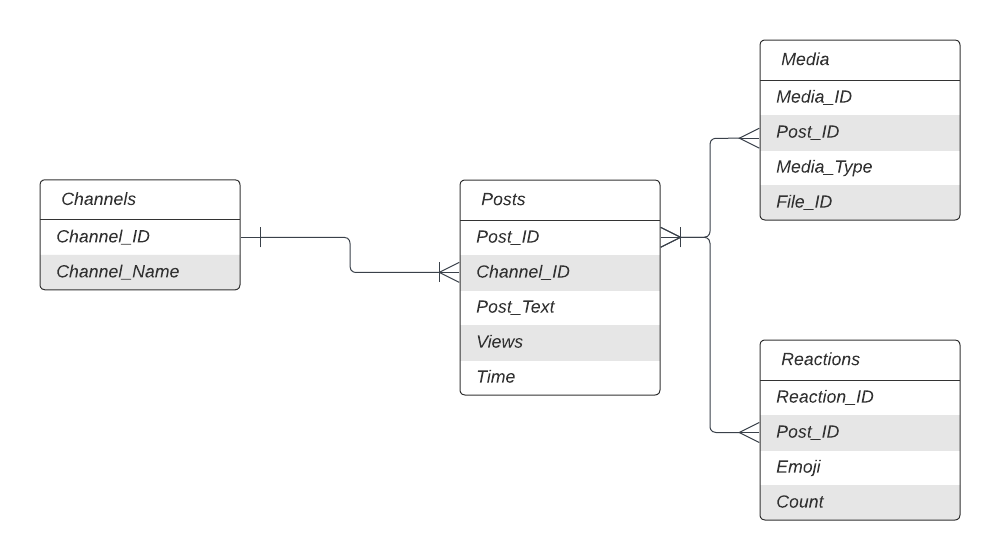 Channels
Channel_ID
Channel_Name
Posts
Post_ID
Channel_ID
Post_Text
Views
Time
Media
Media_ID
Post_ID
Media_Type
File_ID
Reactions
Reaction_ID
Post_ID
Emoji
Count